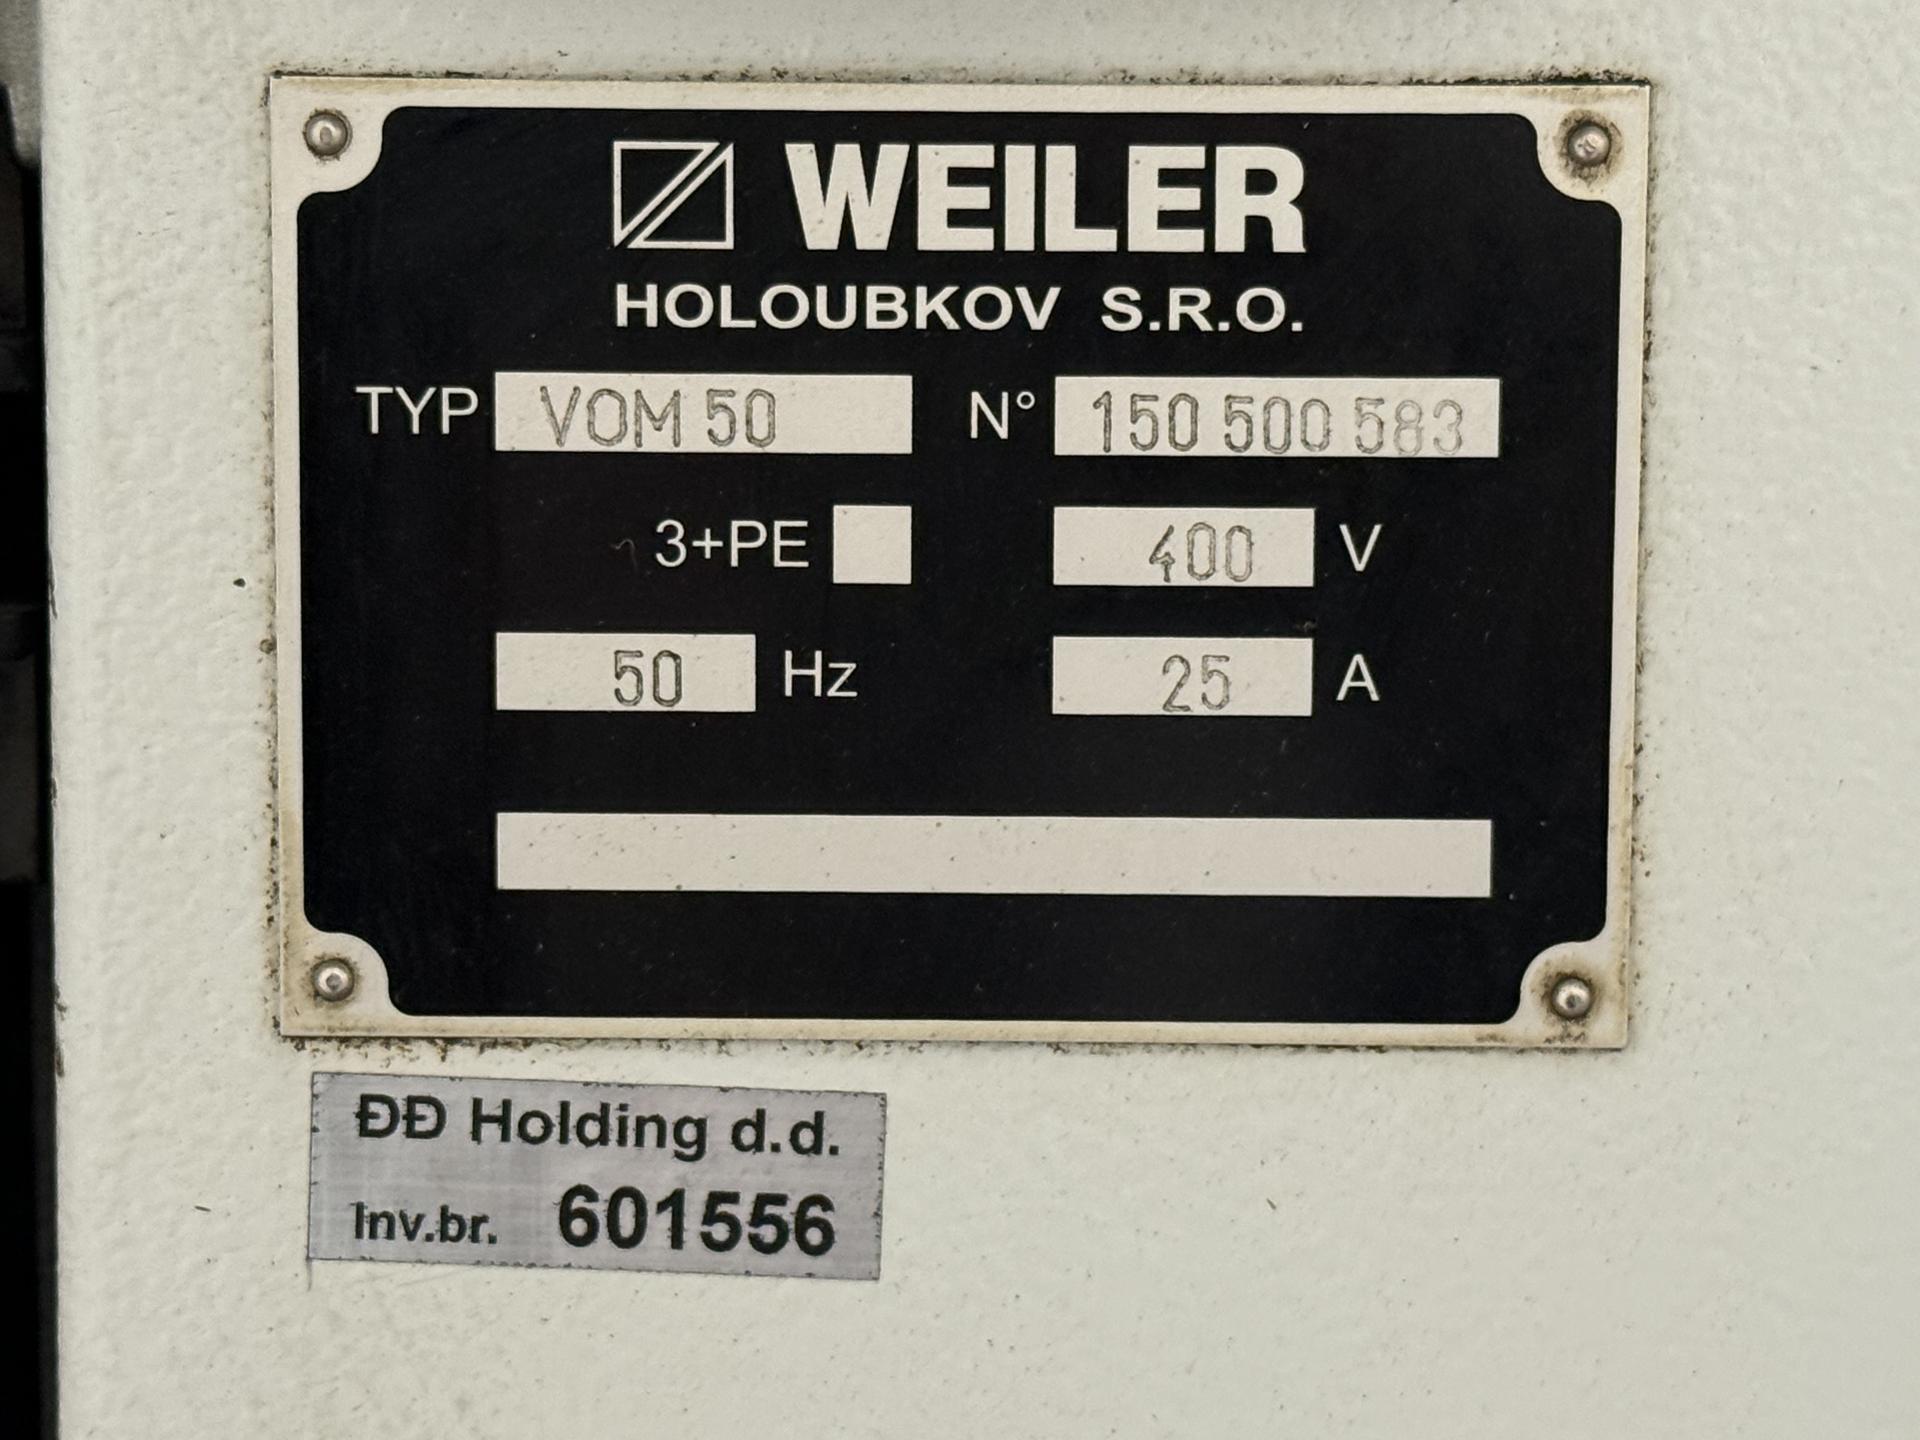 WEILER
HOLOUBKOV S.R.O.
TYP VOM 50 N° 150 500 583
3+PE 400 V
50 Hz 25 A
ĐĐ Holding d.d.
Inv.br. 601556